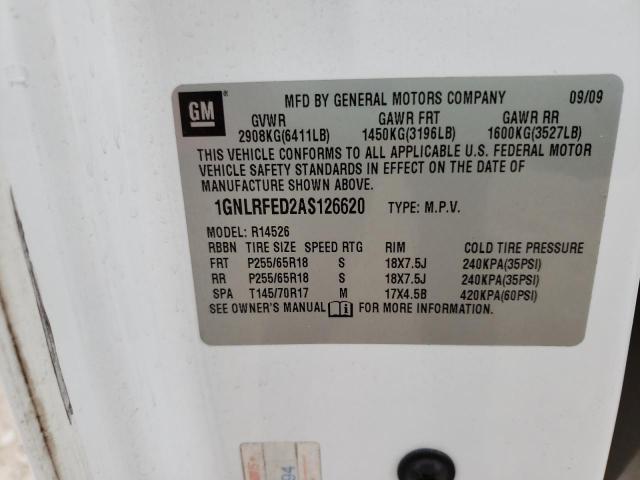 GM
MFD BY GENERAL MOTORS COMPANY 09/09
GVWR GAWR FRT GAWR RR
2908KG(6411LB) 1450KG(3196LB) 1600KG(3527LB)
THIS VEHICLE CONFORMS TO ALL APPLICABLE U.S. FEDERAL MOTOR
VEHICLE SAFETY STANDARDS IN EFFECT ON THE DATE OF
MANUFACTURE SHOWN ABOVE.
1GNLRFED2AS126620 TYPE: M.P.V.
MODEL: R14526
RBBN TIRE SIZE SPEED RTG RIM COLD TIRE PRESSURE
FRT P255/65R18 S 18X7.5J 240KPA(35PSI)
RR P255/65R18 S 18X7.5J 240KPA(35PSI)
SPA T145/70R17 M 17X4.5B 420KPA(60PSI)
SEE OWNER'S MANUAL i FOR MORE INFORMATION.
94